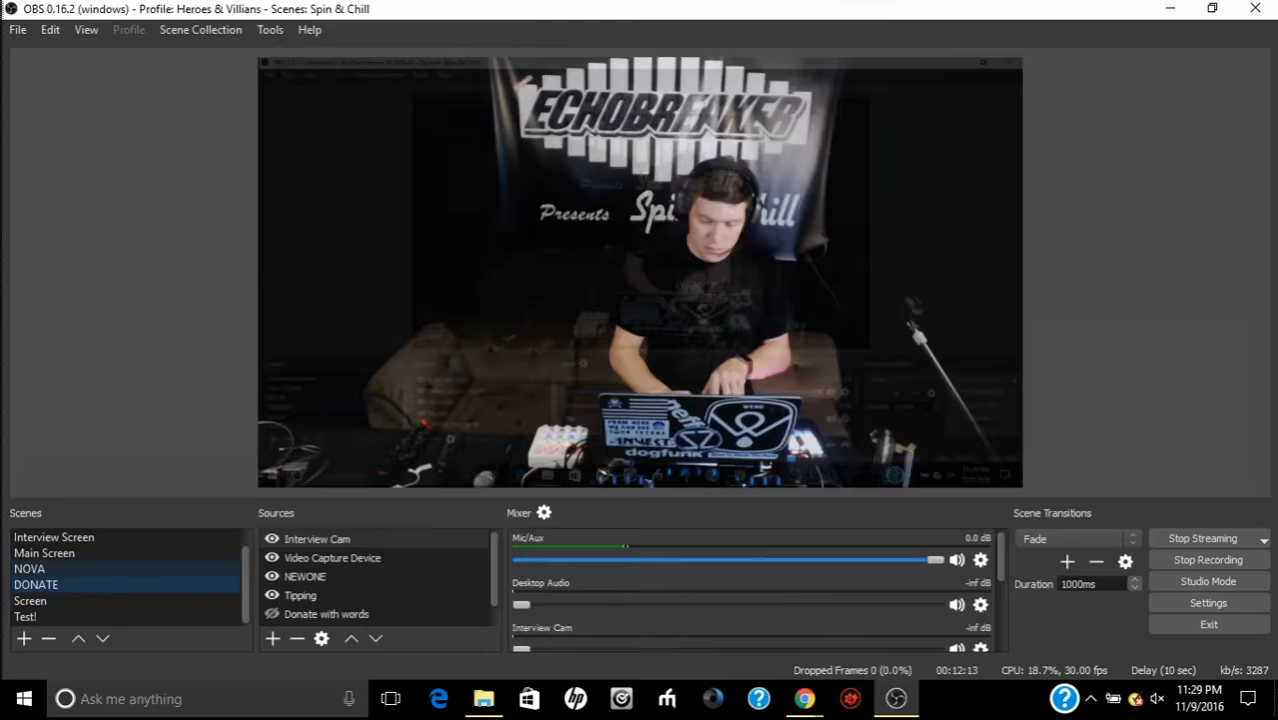 OBS 0.16.2 (windows) - Profile: Heroes & Villians - Scenes: Spin & Chill
File Edit View Profile Scene Collection Tools Help
ECHOBREAKER
Presents
dogfunk
Scenes
Interview Screen
Main Screen
NOVA
DONATE
Screen
Test!
Sources
Interview Cam
Video Capture Device
NEWONE
Tipping
Donate with words
Mixer
Mic/Aux 0.0 dB
Desktop Audio -inf dB
Interview Cam -inf dB
Scene Transitions
Fade
Duration 1000ms
Stop Streaming
Stop Recording
Studio Mode
Settings
Exit
Dropped Frames 0 (0.0%) 00:12:13 CPU: 18.7%, 30.00 fps Delay (10 sec) kb/s: 3287
Ask me anything
11:29 PM
11/9/2016